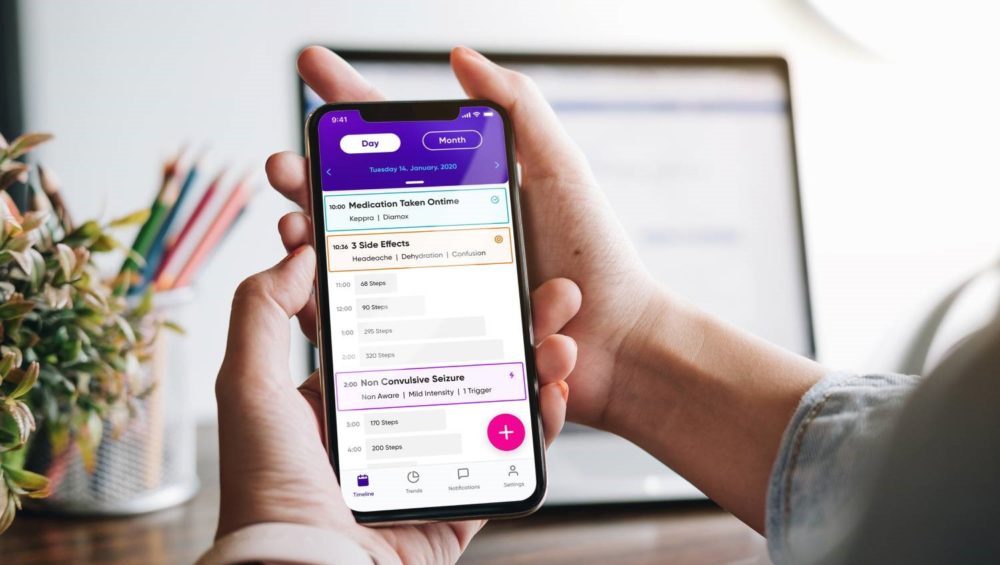 9:41
Day
Month
Tuesday 14, January, 2020
10:00 Medication Taken Ontime
Keppra | Diamox
10:36 3 Side Effects
Headeache | Dehydration | Confusion
11:00 68 Steps
12:00 90 Steps
1:00 295 Steps
2:00 320 Steps
2:00 Non Convulsive Seizure
Non Aware | Mild Intensity | 1 Trigger
3:00 170 Steps
4:00 200 Steps
Timeline
Trends
Notifications
Settings